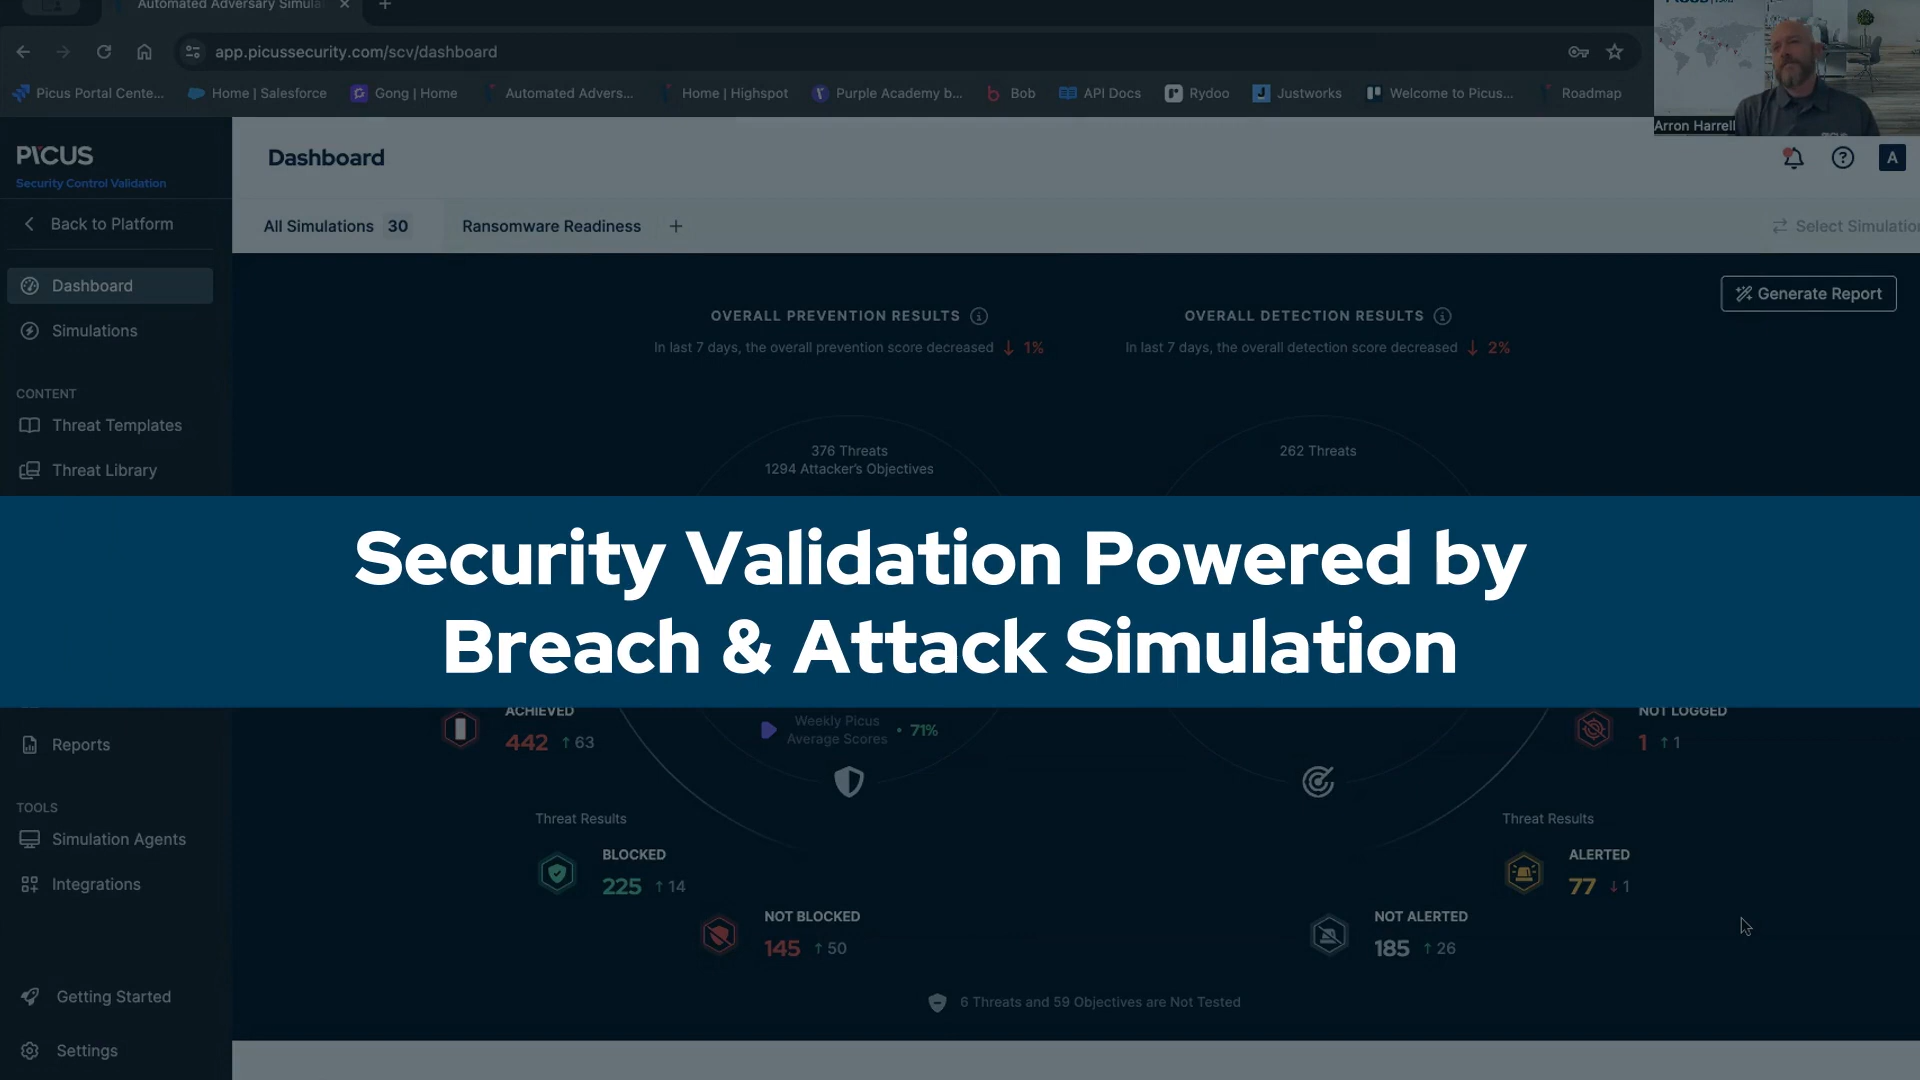 Automated Adversary Simula
app.picussecurity.com/scv/dashboard
Picus Portal Cente...
Home | Salesforce
Gong | Home
Automated Advers...
Home | Highspot
Purple Academy b...
Bob
API Docs
Rydoo
Justworks
Welcome to Picus...
Roadmap
Arron Harrell
PICUS
Security Control Validation
Dashboard
A
Back to Platform
All Simulations 30
Ransomware Readiness
Select Simulation
Dashboard
Simulations
CONTENT
Threat Templates
Threat Library
Generate Report
OVERALL PREVENTION RESULTS
In last 7 days, the overall prevention score decreased ↓ 1%
OVERALL DETECTION RESULTS
In last 7 days, the overall detection score decreased ↓ 2%
376 Threats
1294 Attacker's Objectives
262 Threats
Security Validation Powered by
Breach & Attack Simulation
ACHIEVED
442 ↑ 63
Weekly Picus
Average Scores • 71%
NOT LOGGED
1 ↑ 1
Reports
TOOLS
Simulation Agents
Integrations
Threat Results
BLOCKED
225 ↑ 14
NOT BLOCKED
145 ↑ 50
Threat Results
ALERTED
77 ↓ 1
NOT ALERTED
185 ↑ 26
6 Threats and 59 Objectives are Not Tested
Getting Started
Settings